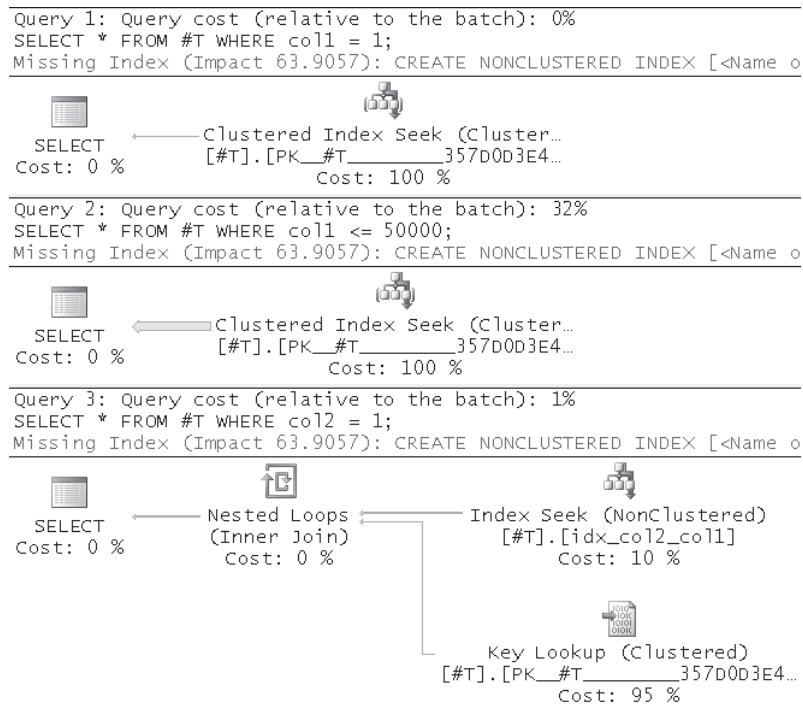 Query 1: Query cost (relative to the batch): 0%
SELECT * FROM #T WHERE col1 = 1;
Missing Index (Impact 63.9057): CREATE NONCLUSTERED INDEX [<Name o
SELECT
Cost: 0 %
Clustered Index Seek (Cluster…
[#T].[PK__#T_________357D0D3E4…
Cost: 100 %
Query 2: Query cost (relative to the batch): 32%
SELECT * FROM #T WHERE col1 <= 50000;
Missing Index (Impact 63.9057): CREATE NONCLUSTERED INDEX [<Name o
SELECT
Cost: 0 %
Clustered Index Seek (Cluster…
[#T].[PK__#T_________357D0D3E4…
Cost: 100 %
Query 3: Query cost (relative to the batch): 1%
SELECT * FROM #T WHERE col2 = 1;
Missing Index (Impact 63.9057): CREATE NONCLUSTERED INDEX [<Name o
SELECT
Cost: 0 %
Nested Loops
(Inner Join)
Cost: 0 %
Index Seek (NonClustered)
[#T].[idx_col2_col1]
Cost: 10 %
Key Lookup (Clustered)
[#T].[PK__#T_________357D0D3E4…
Cost: 95 %